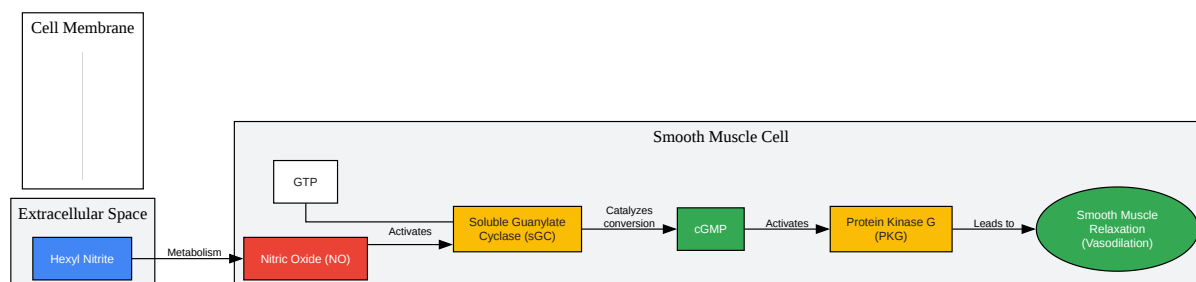 Cell Membrane
Smooth Muscle Cell
GTP
Extracellular Space
Hexyl Nitrite
Metabolism
Nitric Oxide (NO)
Activates
Soluble Guanylate
Cyclase (sGC)
Catalyzes
conversion
cGMP
Activates
Protein Kinase G
(PKG)
Leads to
Smooth Muscle
Relaxation
(Vasodilation)